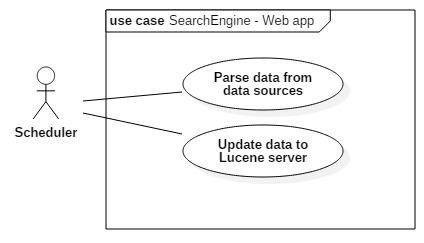 use case SearchEngine - Web app
Parse data from
data sources
Scheduler
Update data to
Lucene server